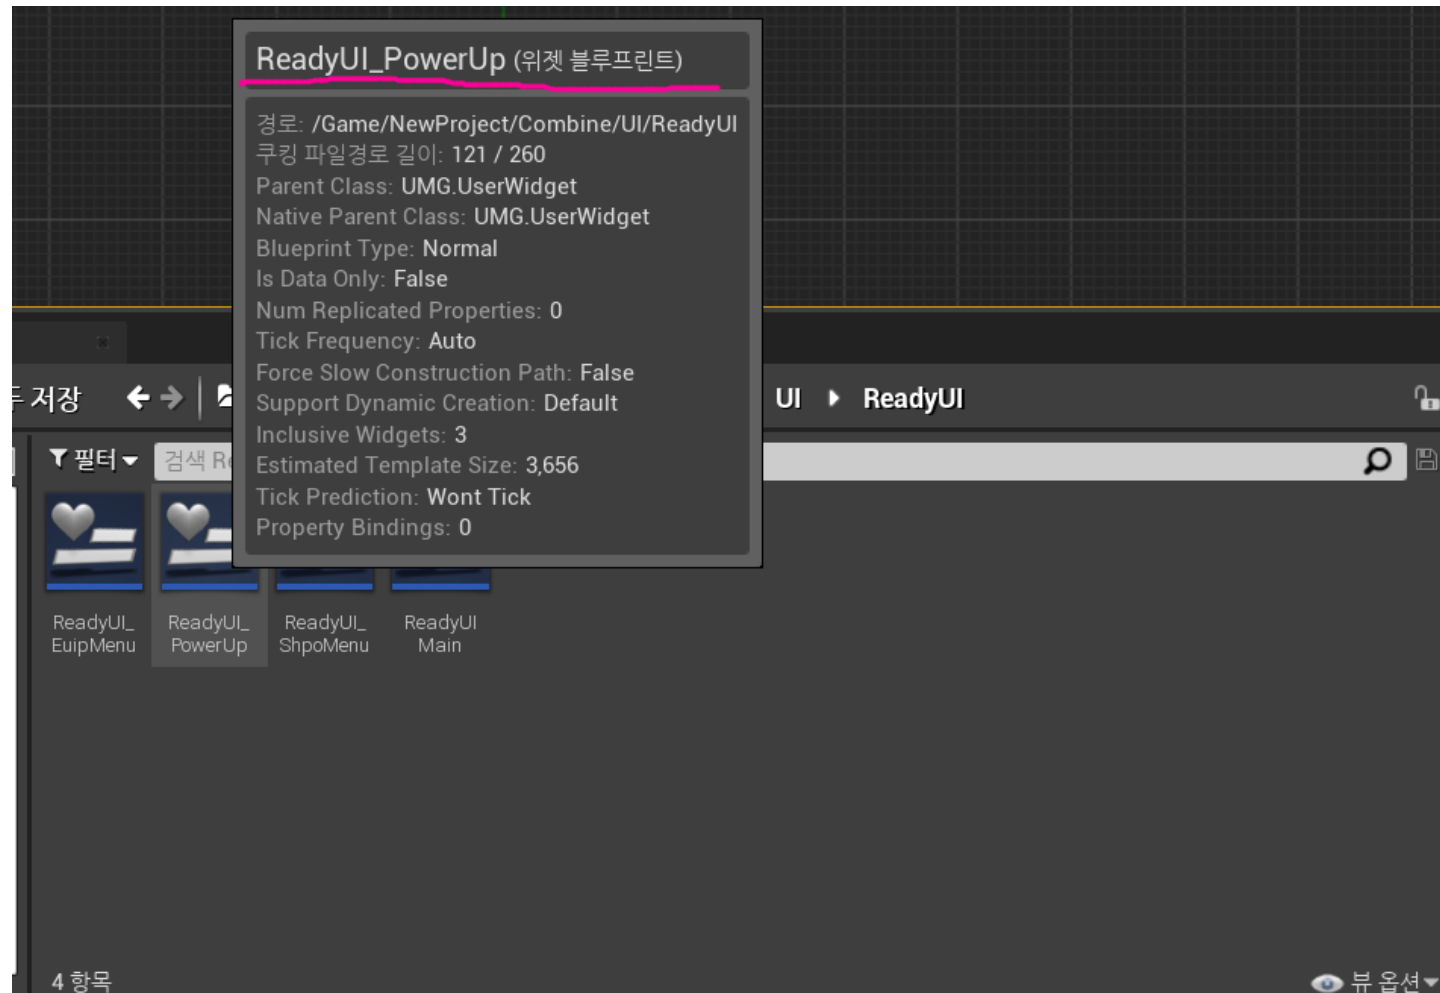 ReadyUI_PowerUp (위젯 블루프린트)
경로: /Game/NewProject/Combine/UI/ReadyUI
쿠킹 파일경로 길이: 121 / 260
Parent Class: UMG.UserWidget
Native Parent Class: UMG.UserWidget
Blueprint Type: Normal
Is Data Only: False
Num Replicated Properties: 0
Tick Frequency: Auto
Force Slow Construction Path: False
Support Dynamic Creation: Default
Inclusive Widgets: 3
Estimated Template Size: 3,656
Tick Prediction: Wont Tick
Property Bindings: 0
저장
UI ReadyUI
필터 검색
ReadyUI_
EuipMenu
ReadyUI_
PowerUp
ReadyUI_
ShpoMenu
ReadyUI
Main
4 항목
뷰 옵션